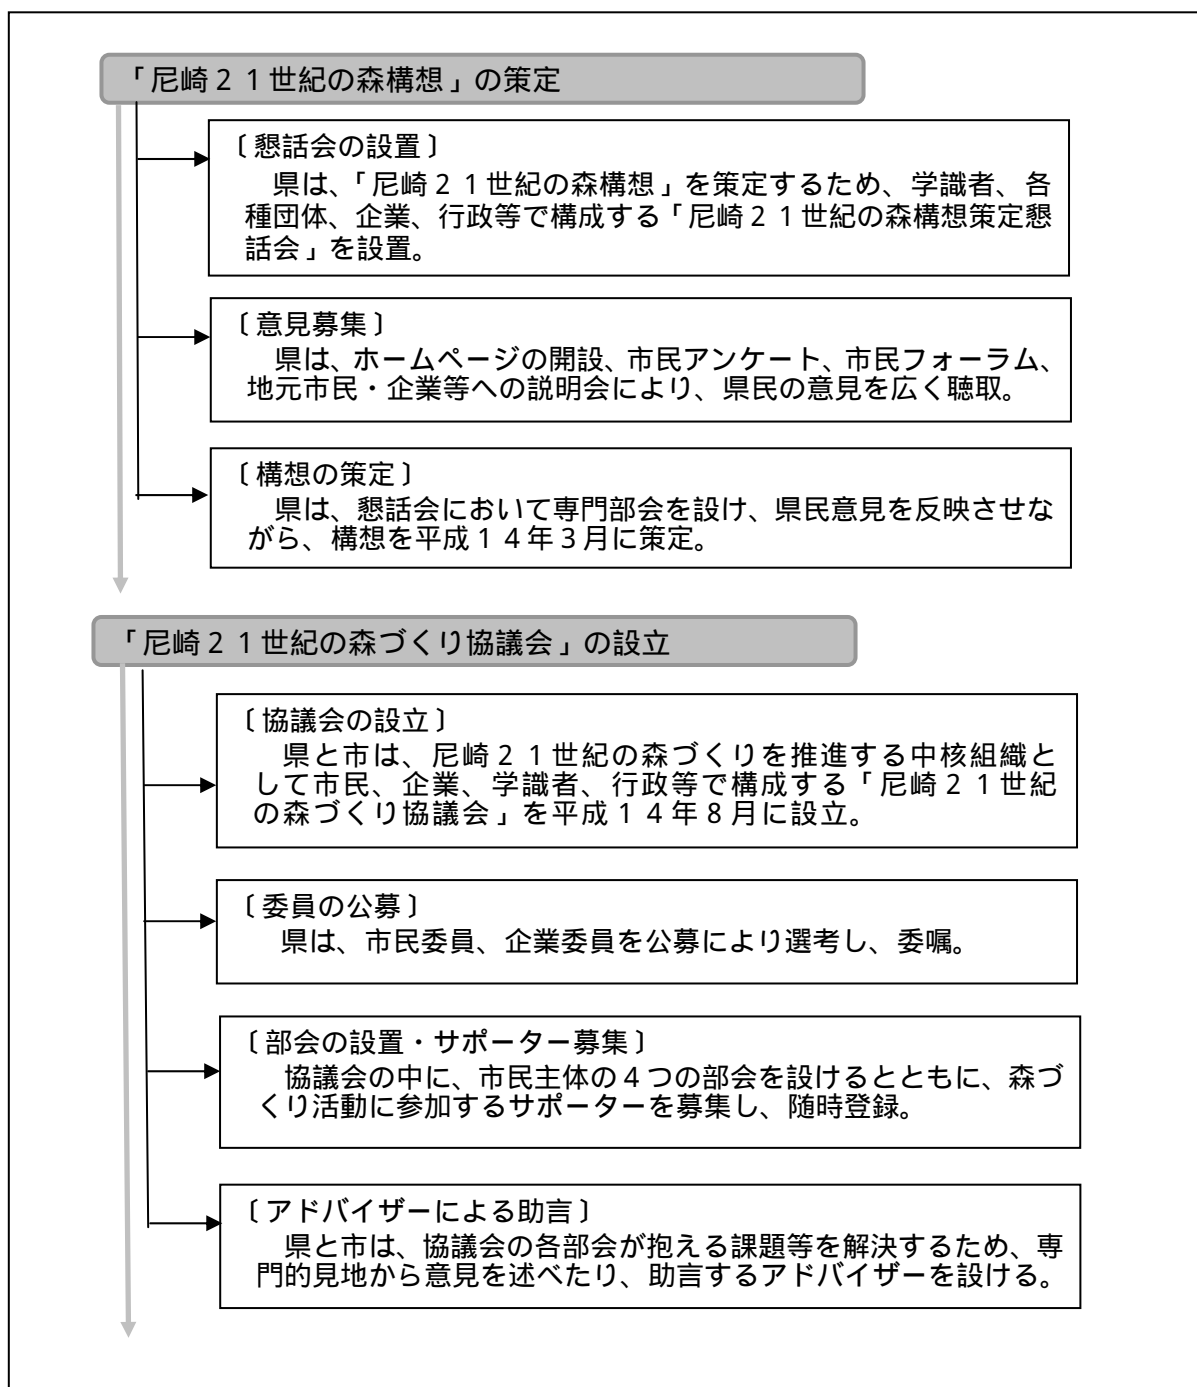 「尼崎２１世紀の森構想」の策定
〔懇話会の設置〕
県は、「尼崎２１世紀の森構想」を策定するため、学識者、各
種団体、企業、行政等で構成する「尼崎２１世紀の森構想策定懇
話会」を設置。
〔意見募集〕
県は、ホームページの開設、市民アンケート、市民フォーラム、
地元市民・企業等への説明会により、県民の意見を広く聴取。
〔構想の策定〕
県は、懇話会において専門部会を設け、県民意見を反映させな
がら、構想を平成１４年３月に策定。
「尼崎２１世紀の森づくり協議会」の設立
〔協議会の設立〕
県と市は、尼崎２１世紀の森づくりを推進する中核組織と
して市民、企業、学識者、行政等で構成する「尼崎２１世紀
の森づくり協議会」を平成１４年８月に設立。
〔委員の公募〕
県は、市民委員、企業委員を公募により選考し、委嘱。
〔部会の設置・サポーター募集〕
協議会の中に、市民主体の４つの部会を設けるとともに、森づ
くり活動に参加するサポーターを募集し、随時登録。
〔アドバイザーによる助言〕
県と市は、協議会の各部会が抱える課題等を解決するため、専
門的見地から意見を述べたり、助言するアドバイザーを設ける。